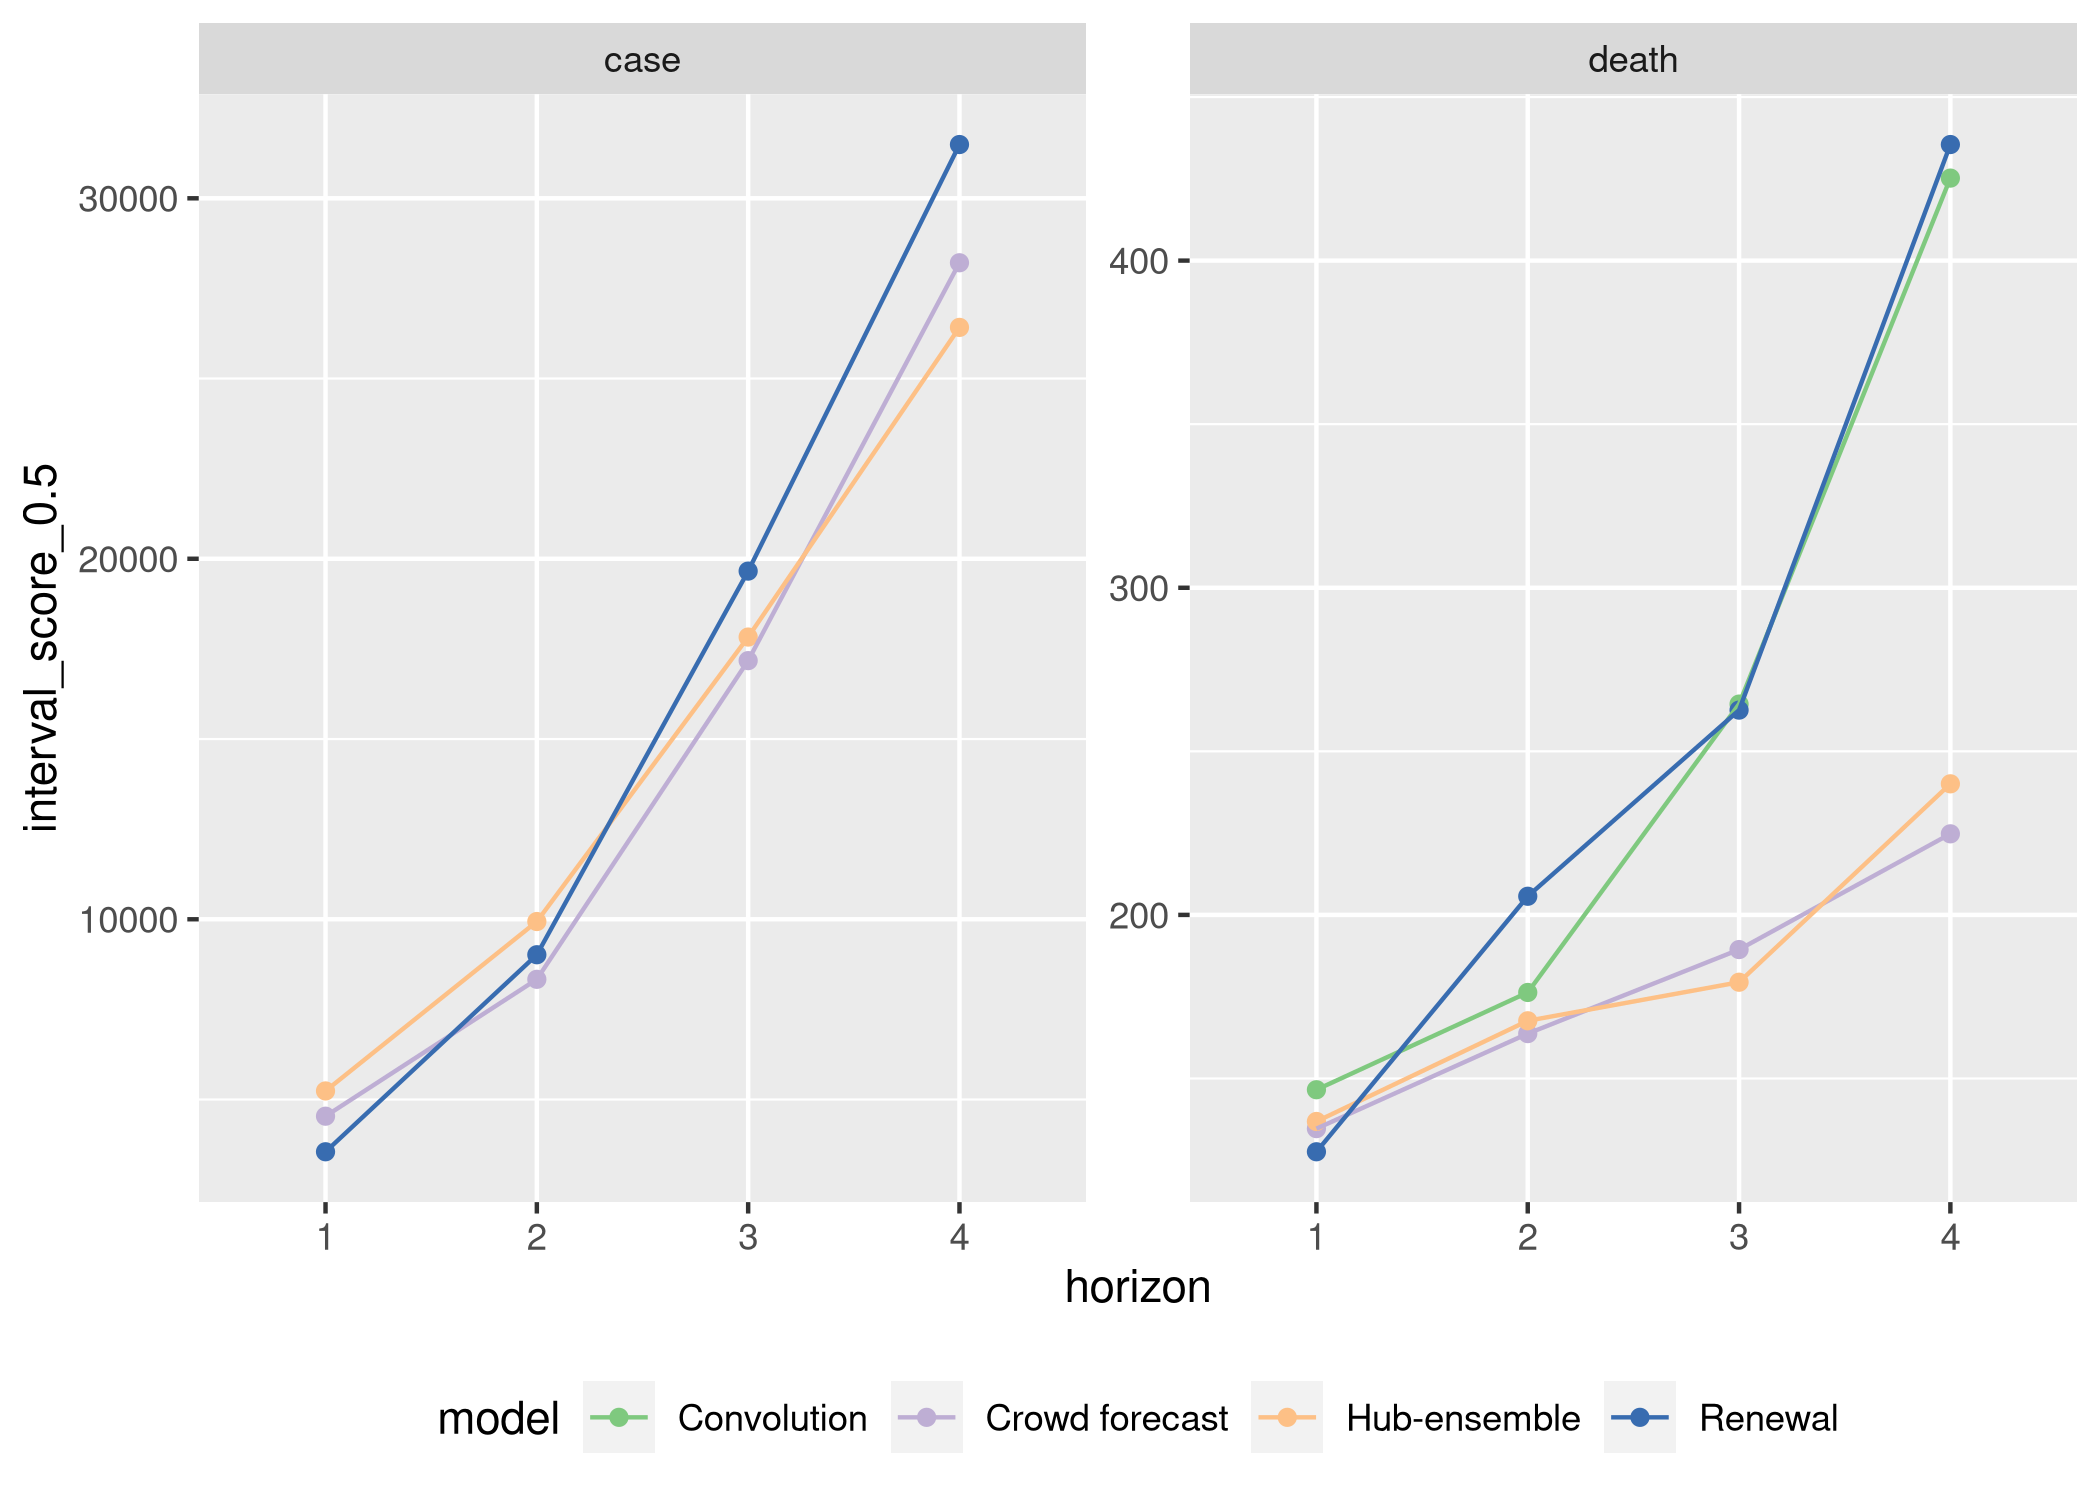 case
death
interval_score_0.5
30000
20000
10000
400
300
200
1 2 3 4
1 2 3 4
horizon
model Convolution Crowd forecast Hub-ensemble Renewal